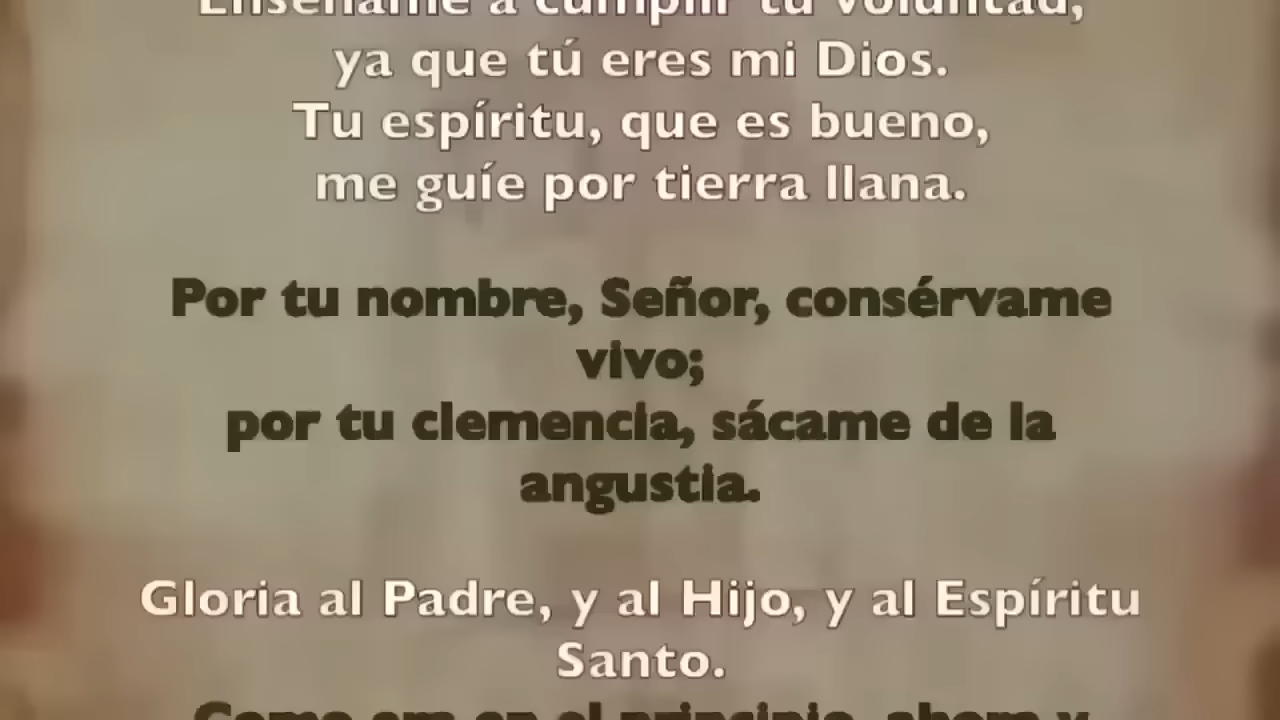 Enséñame a cumplir tu voluntad,
ya que tú eres mi Dios.
Tu espíritu, que es bueno,
me guíe por tierra llana.
Por tu nombre, Señor, consérvame
vivo;
por tu clemencia, sácame de la
angustia.
Gloria al Padre, y al Hijo, y al Espíritu
Santo.
Como era en el principio, ahora y